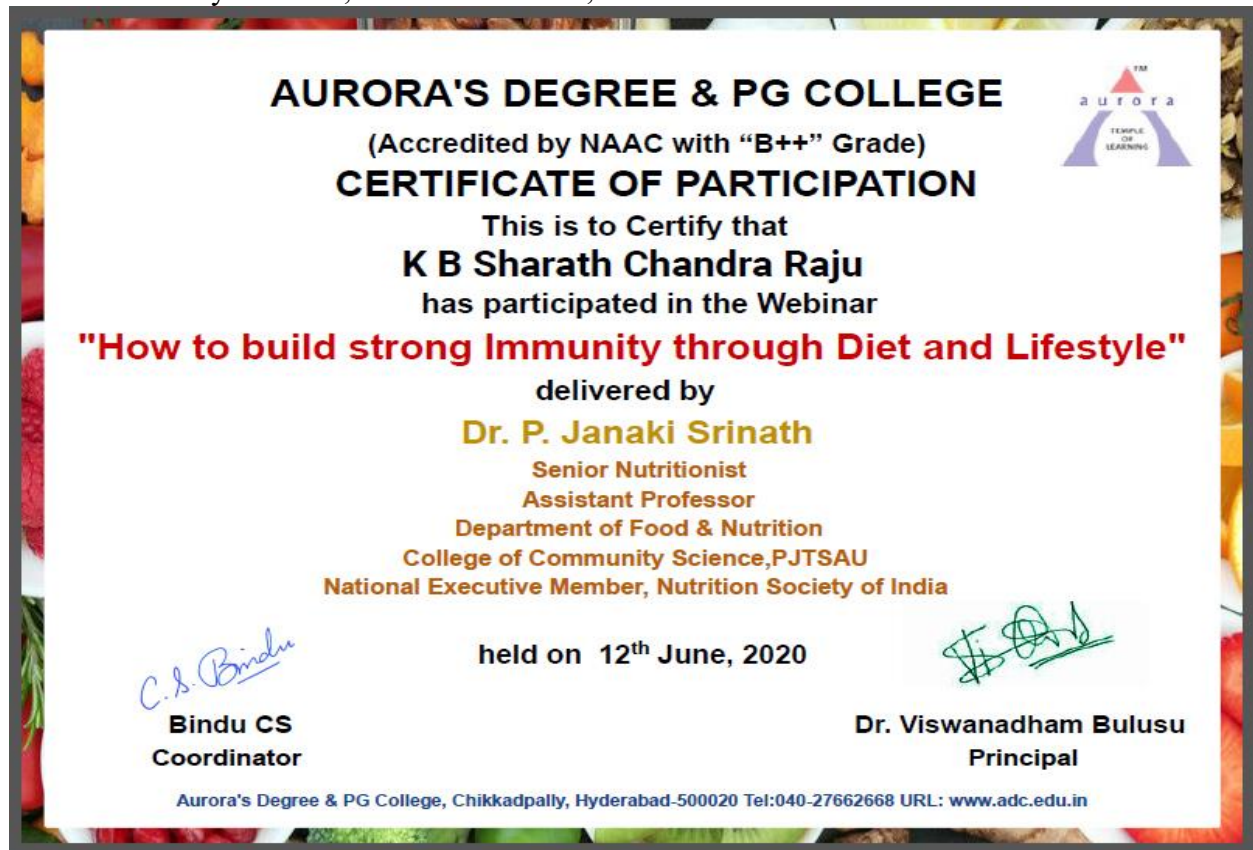 AURORA'S DEGREE & PG COLLEGE
TM
aurora
TEMPLE
OF
LEARNING
(Accredited by NAAC with “B++” Grade)
CERTIFICATE OF PARTICIPATION
This is to Certify that
K B Sharath Chandra Raju
has participated in the Webinar
"How to build strong Immunity through Diet and Lifestyle"
delivered by
Dr. P. Janaki Srinath
Senior Nutritionist
Assistant Professor
Department of Food & Nutrition
College of Community Science,PJTSAU
National Executive Member, Nutrition Society of India
held on 12th June, 2020
C.S. Bindu
Bindu CS
Coordinator
Dr. Viswanadham Bulusu
Principal
Aurora's Degree & PG College, Chikkadpally, Hyderabad-500020 Tel:040-27662668 URL: www.adc.edu.in